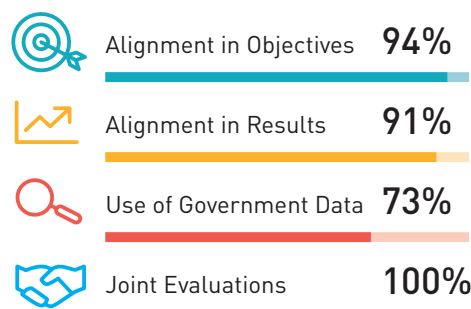 Alignment in Objectives 94%
Alignment in Results 91%
Use of Government Data 73%
Joint Evaluations 100%